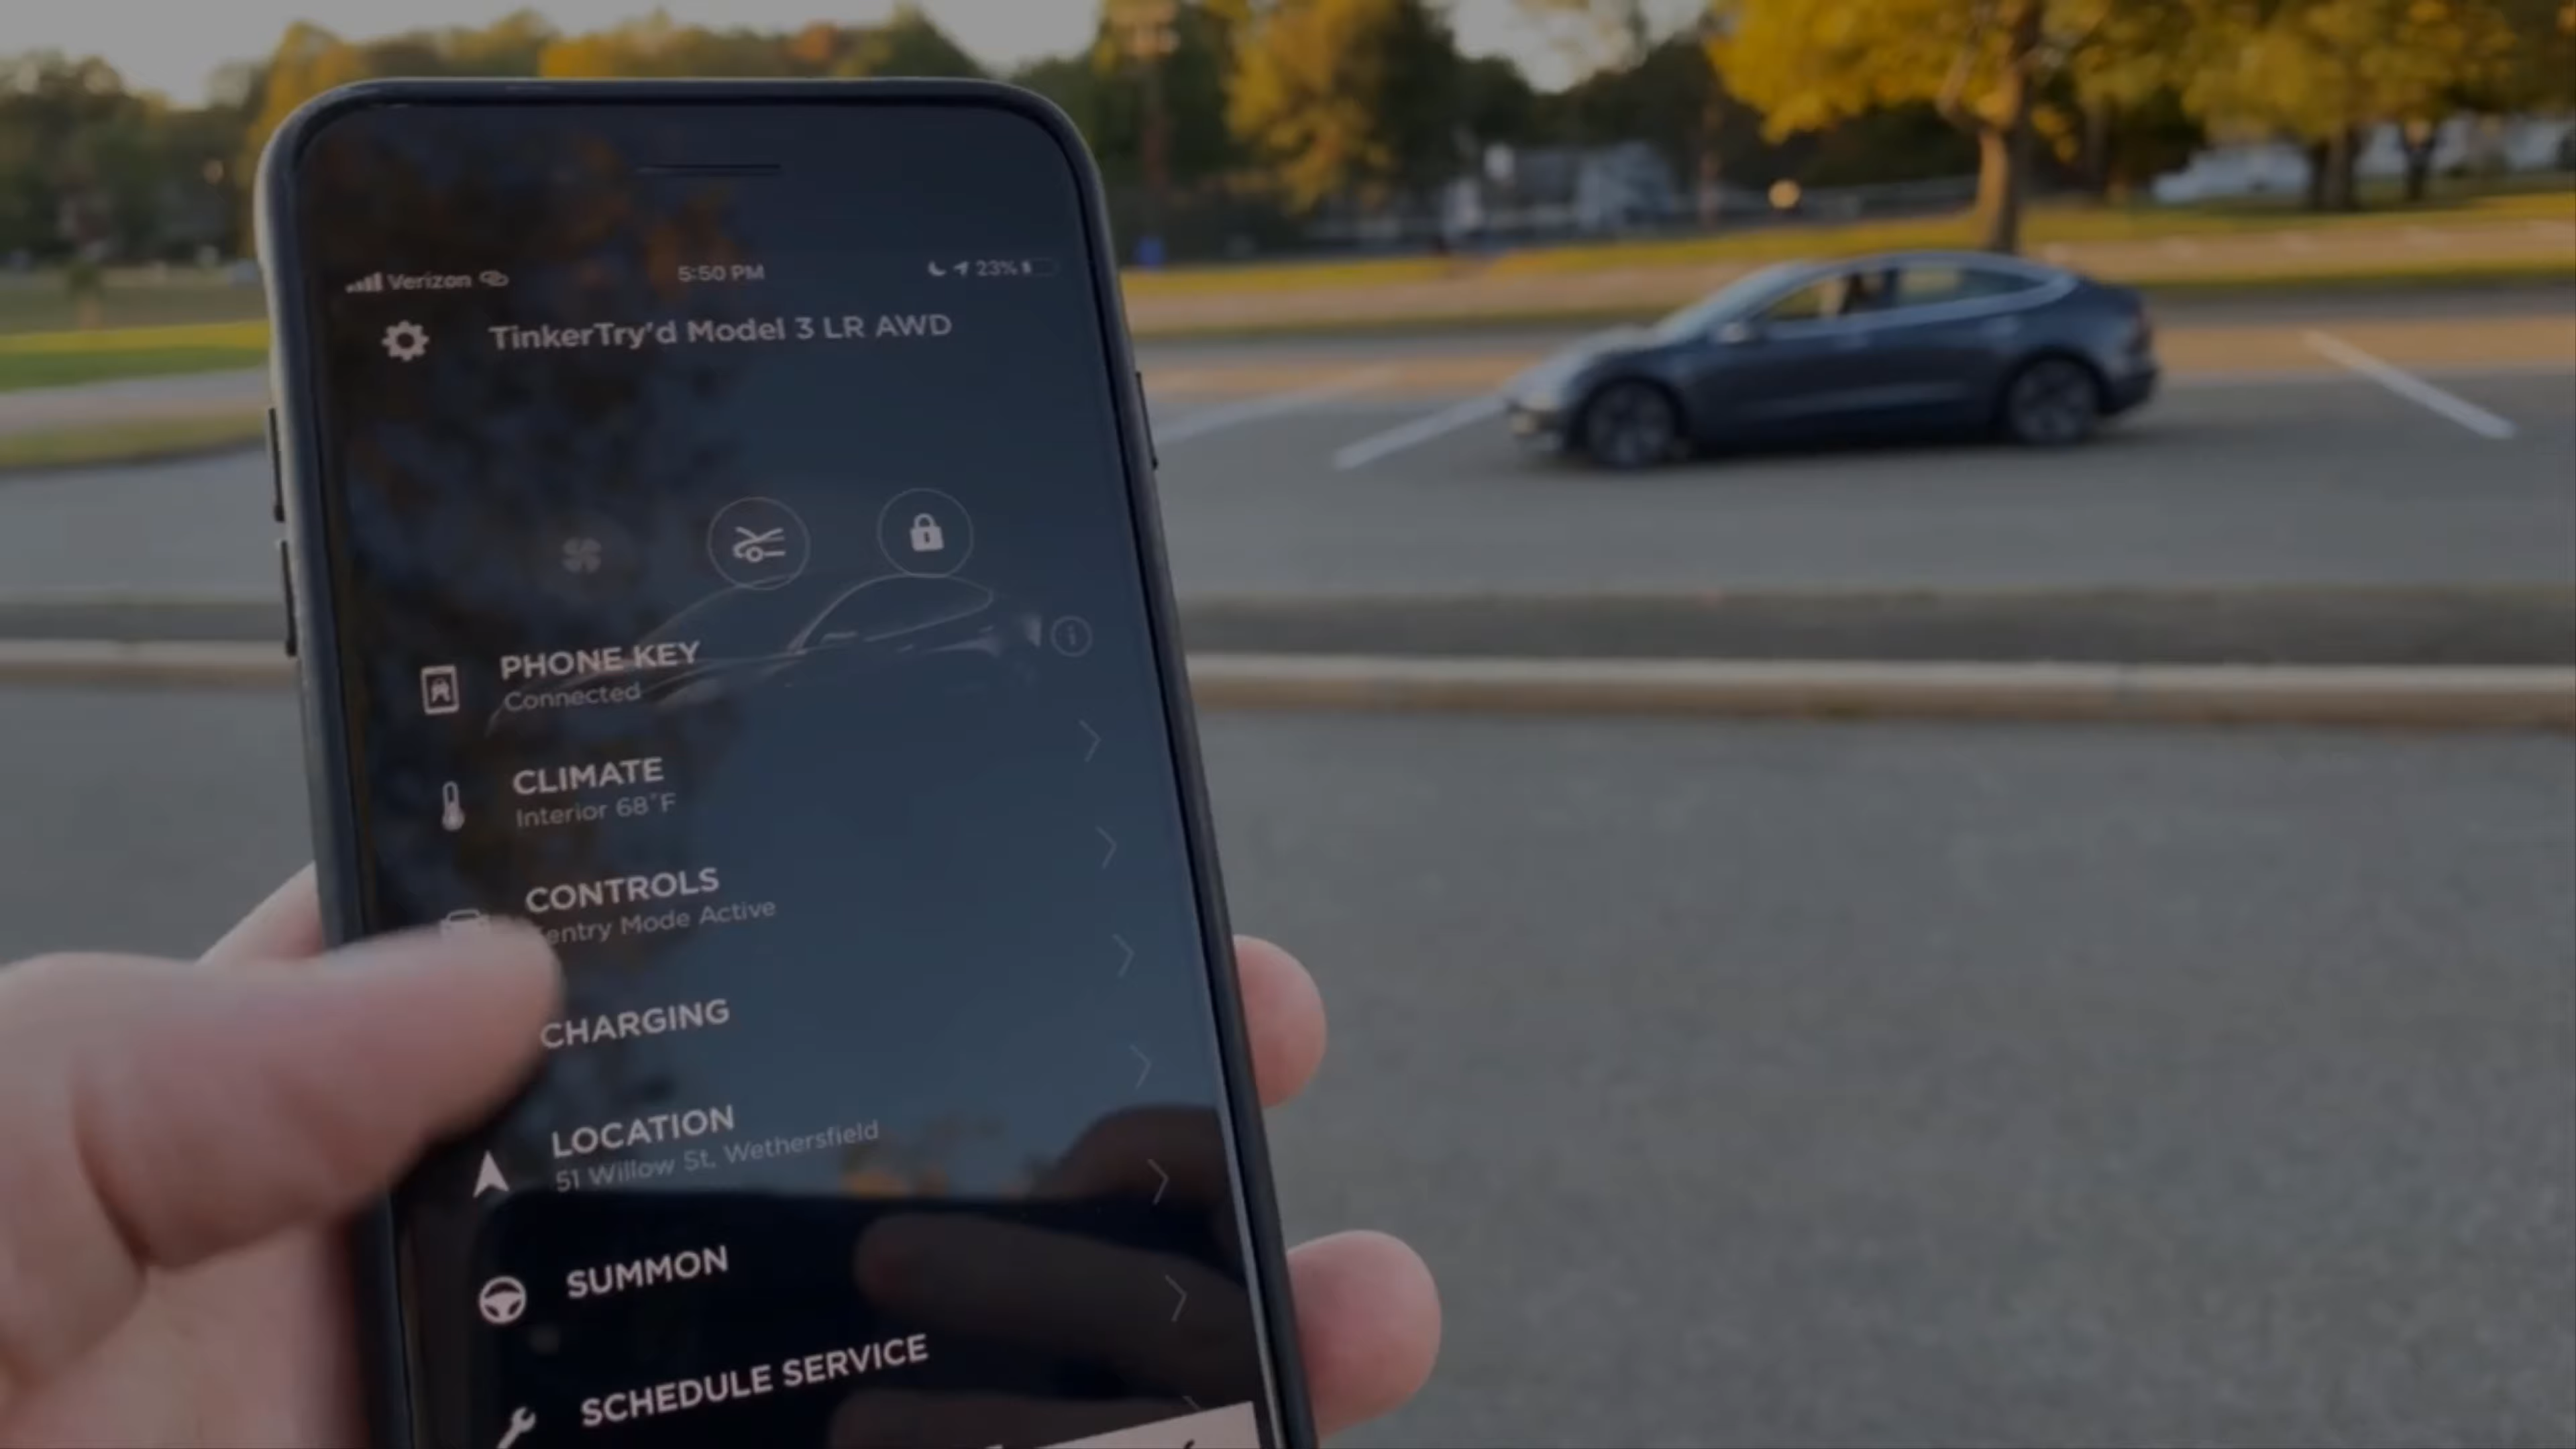 Verizon
5:50 PM
23%
TinkerTry'd Model 3 LR AWD
PHONE KEY
Connected
CLIMATE
Interior 68°F
CONTROLS
entry Mode Active
CHARGING
LOCATION
51 Willow St, Wethersfield
SUMMON
SCHEDULE SERVICE